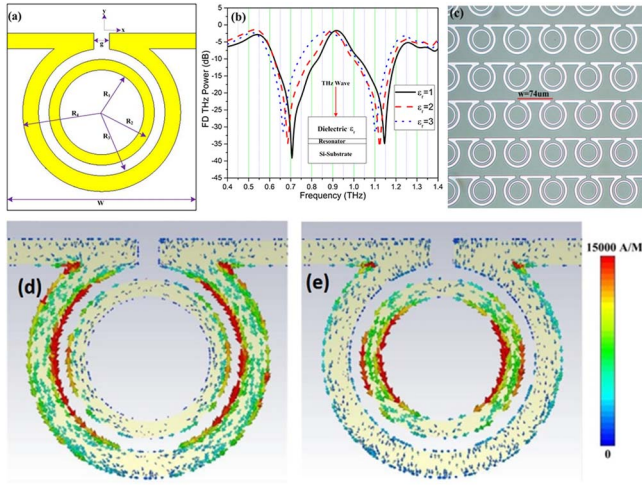 (a)
Y
x
g
R₁
R₂
R₃
R₄
W
(b)
FD THz Power (dB)
5
0
-5
-10
-15
-20
-25
-30
-35
-40
-45
0.4 0.5 0.6 0.7 0.8 0.9 1.0 1.1 1.2 1.3 1.4
Frequency (THz)
THz Wave
Dielectric εr
Resonator
Si-Substrate
εr=1
εr=2
εr=3
(c)
w=74um
(d)
(e)
15000 A/M
0